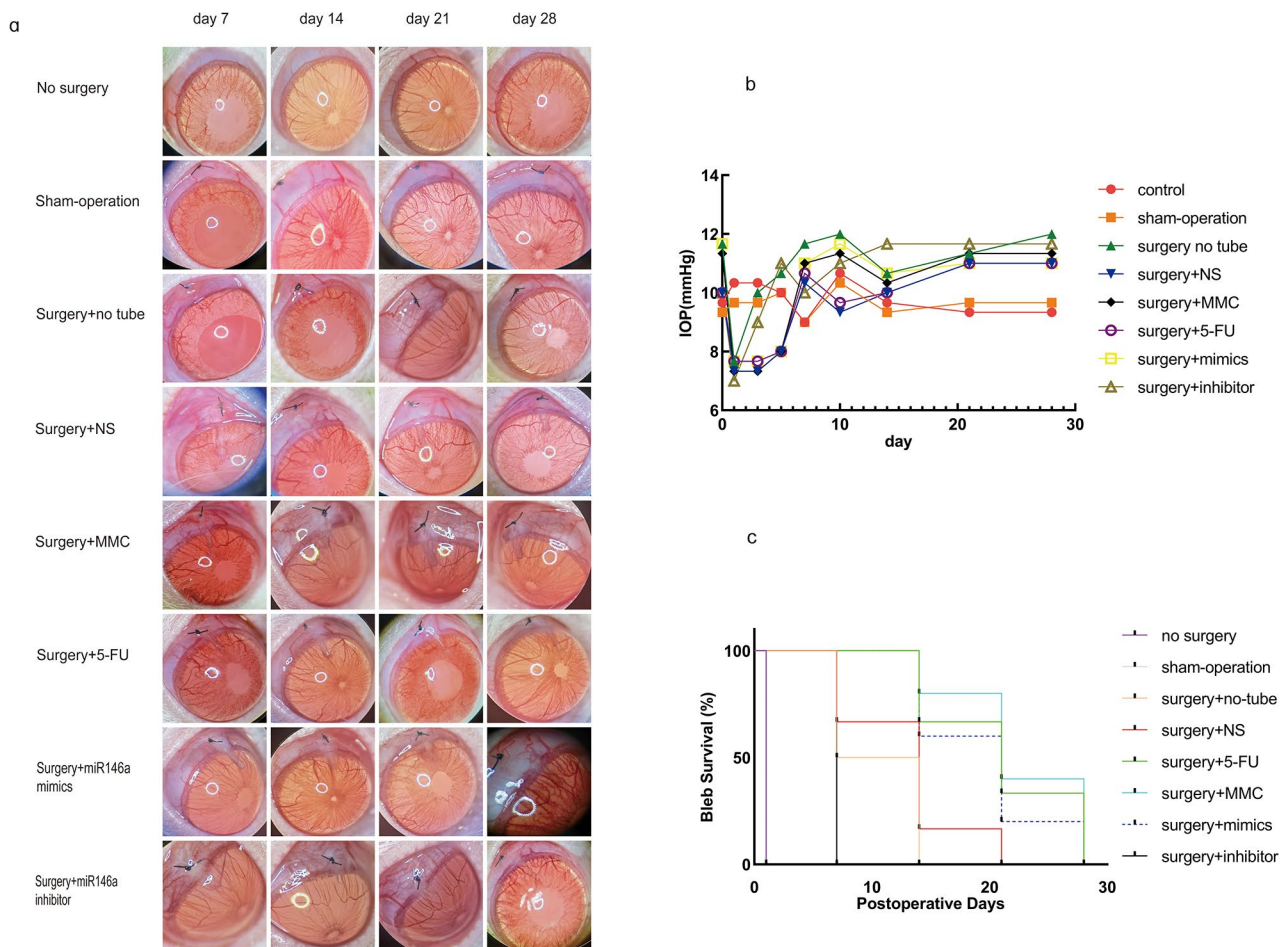 a
day 7 day 14 day 21 day 28
No surgery
Sham-operation
Surgery+no tube
Surgery+NS
Surgery+MMC
Surgery+5-FU
Surgery+miR146a
mimics
Surgery+miR146a
inhibitor
b
14
12
10
8
6
IOP(mmHg)
0 10 20 30
day
control
sham-operation
surgery no tube
surgery+NS
surgery+MMC
surgery+5-FU
surgery+mimics
surgery+inhibitor
c
100
50
0
Bleb Survival (%)
0 10 20 30
Postoperative Days
no surgery
sham-operation
surgery+no-tube
surgery+NS
surgery+5-FU
surgery+MMC
surgery+mimics
surgery+inhibitor